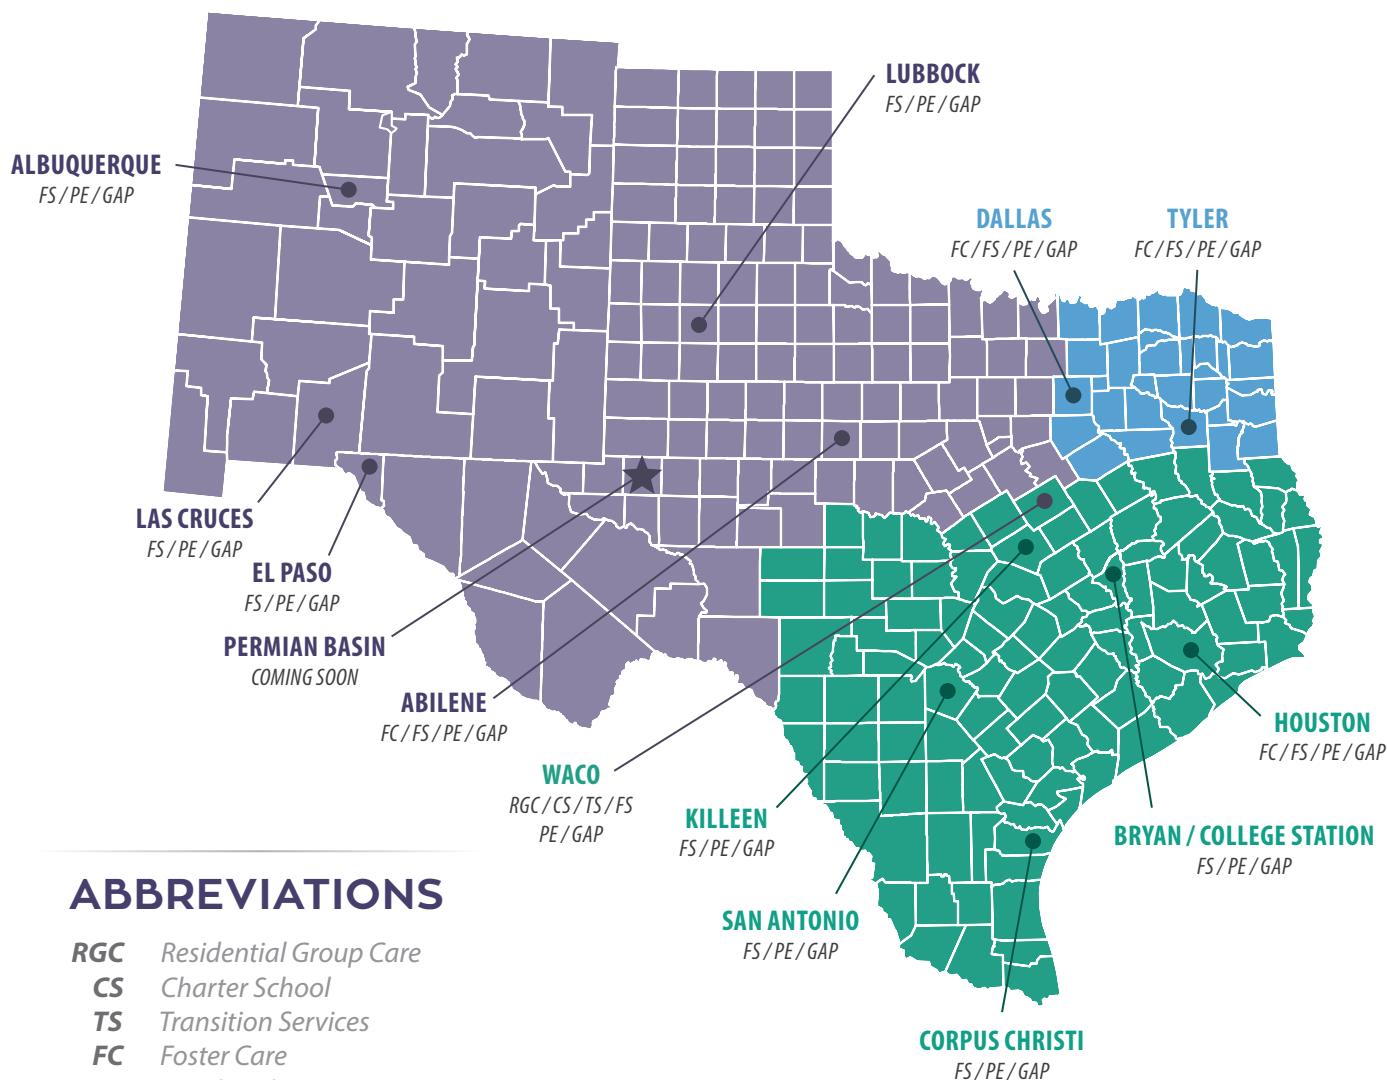 LUBBOCK
FS / PE / GAP
ALBUQUERQUE
FS / PE / GAP
DALLAS
FC / FS / PE / GAP
TYLER
FC / FS / PE / GAP
LAS CRUCES
FS / PE / GAP
EL PASO
FS / PE / GAP
PERMIAN BASIN
COMING SOON
ABILENE
FC / FS / PE / GAP
WACO
RGC / CS / TS / FS
PE / GAP
KILLEEN
FS / PE / GAP
SAN ANTONIO
FS / PE / GAP
HOUSTON
FC / FS / PE / GAP
BRYAN / COLLEGE STATION
FS / PE / GAP
CORPUS CHRISTI
FS / PE / GAP
ABBREVIATIONS
RGC Residential Group Care
CS Charter School
TS Transition Services
FC Foster Care